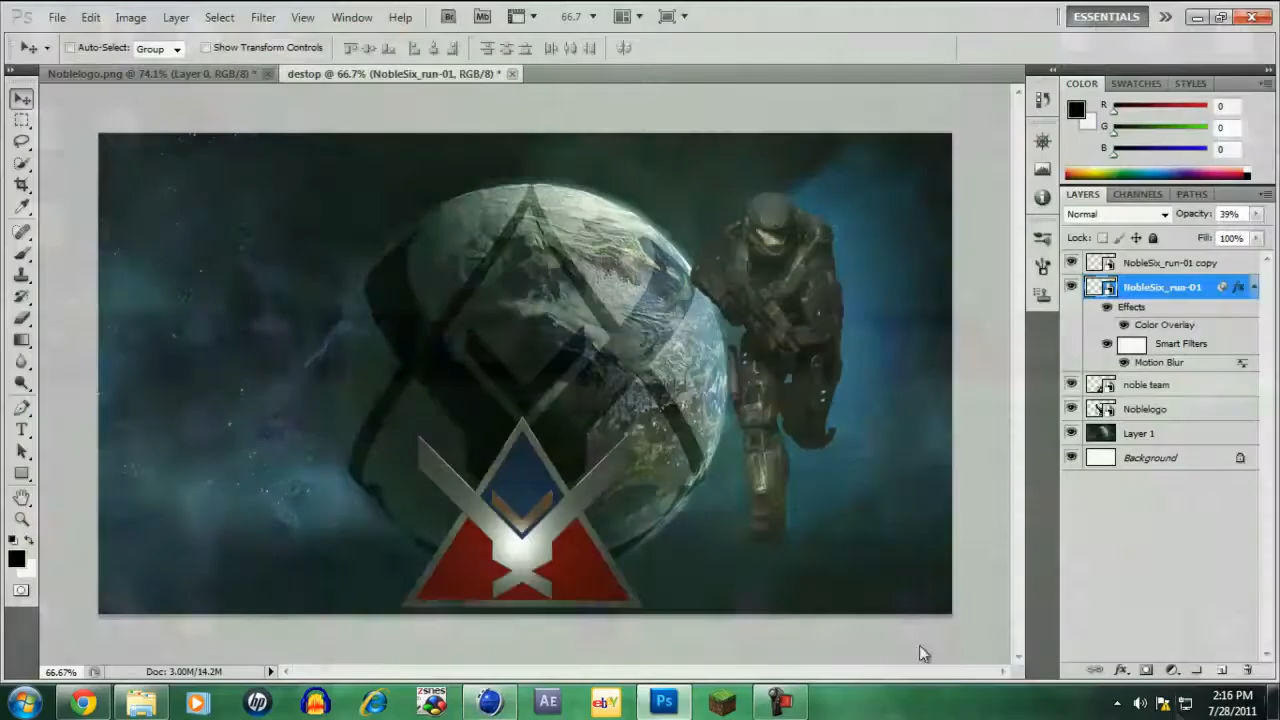 Ps File Edit Image Layer Select Filter View Window Help Br Mb 66.7 ESSENTIALS
Auto-Select: Group Show Transform Controls
Noblelogo.png @ 74.1% (Layer 0, RGB/8) * destop @ 66.7% (NobleSix_run-01, RGB/8) *
COLOR SWATCHES STYLES
R 0
G 0
B 0
LAYERS CHANNELS PATHS
Normal Opacity: 39%
Lock: Fill: 100%
NobleSix_run-01 copy
NobleSix_run-01 fx
Effects
Color Overlay
Smart Filters
Motion Blur
noble team
Noblelogo
Layer 1
Background
66.67% Doc: 3.00M/14.2M
hp zsnes Ae ebY Ps
2:16 PM
7/28/2011